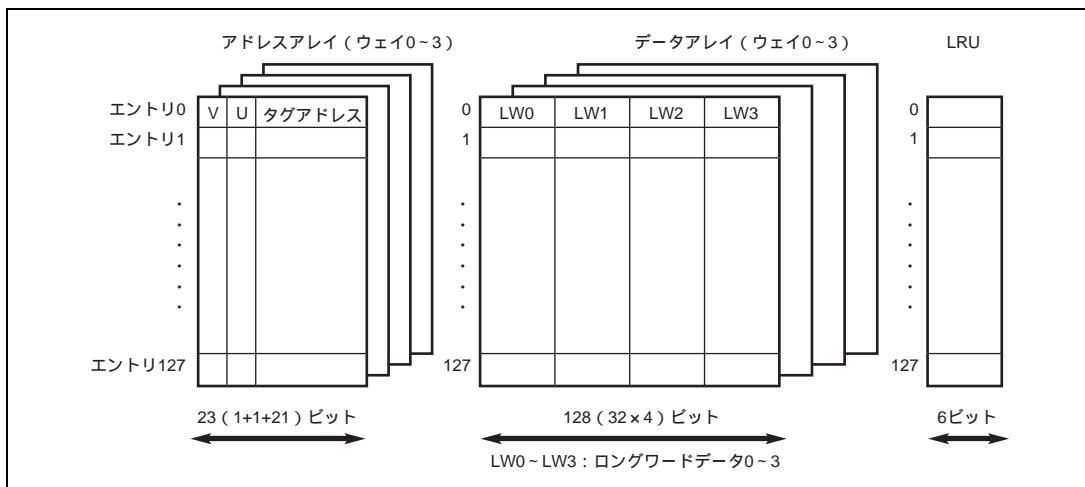 アドレスアレイ（ウェイ0～3）
データアレイ（ウェイ0～3）
LRU
エントリ0
V
U
タグアドレス
0
LW0
LW1
LW2
LW3
0
エントリ1
1
1
エントリ127
127
127
23（1+1+21）ビット
128（32×4）ビット
6ビット
LW0～LW3：ロングワードデータ0～3